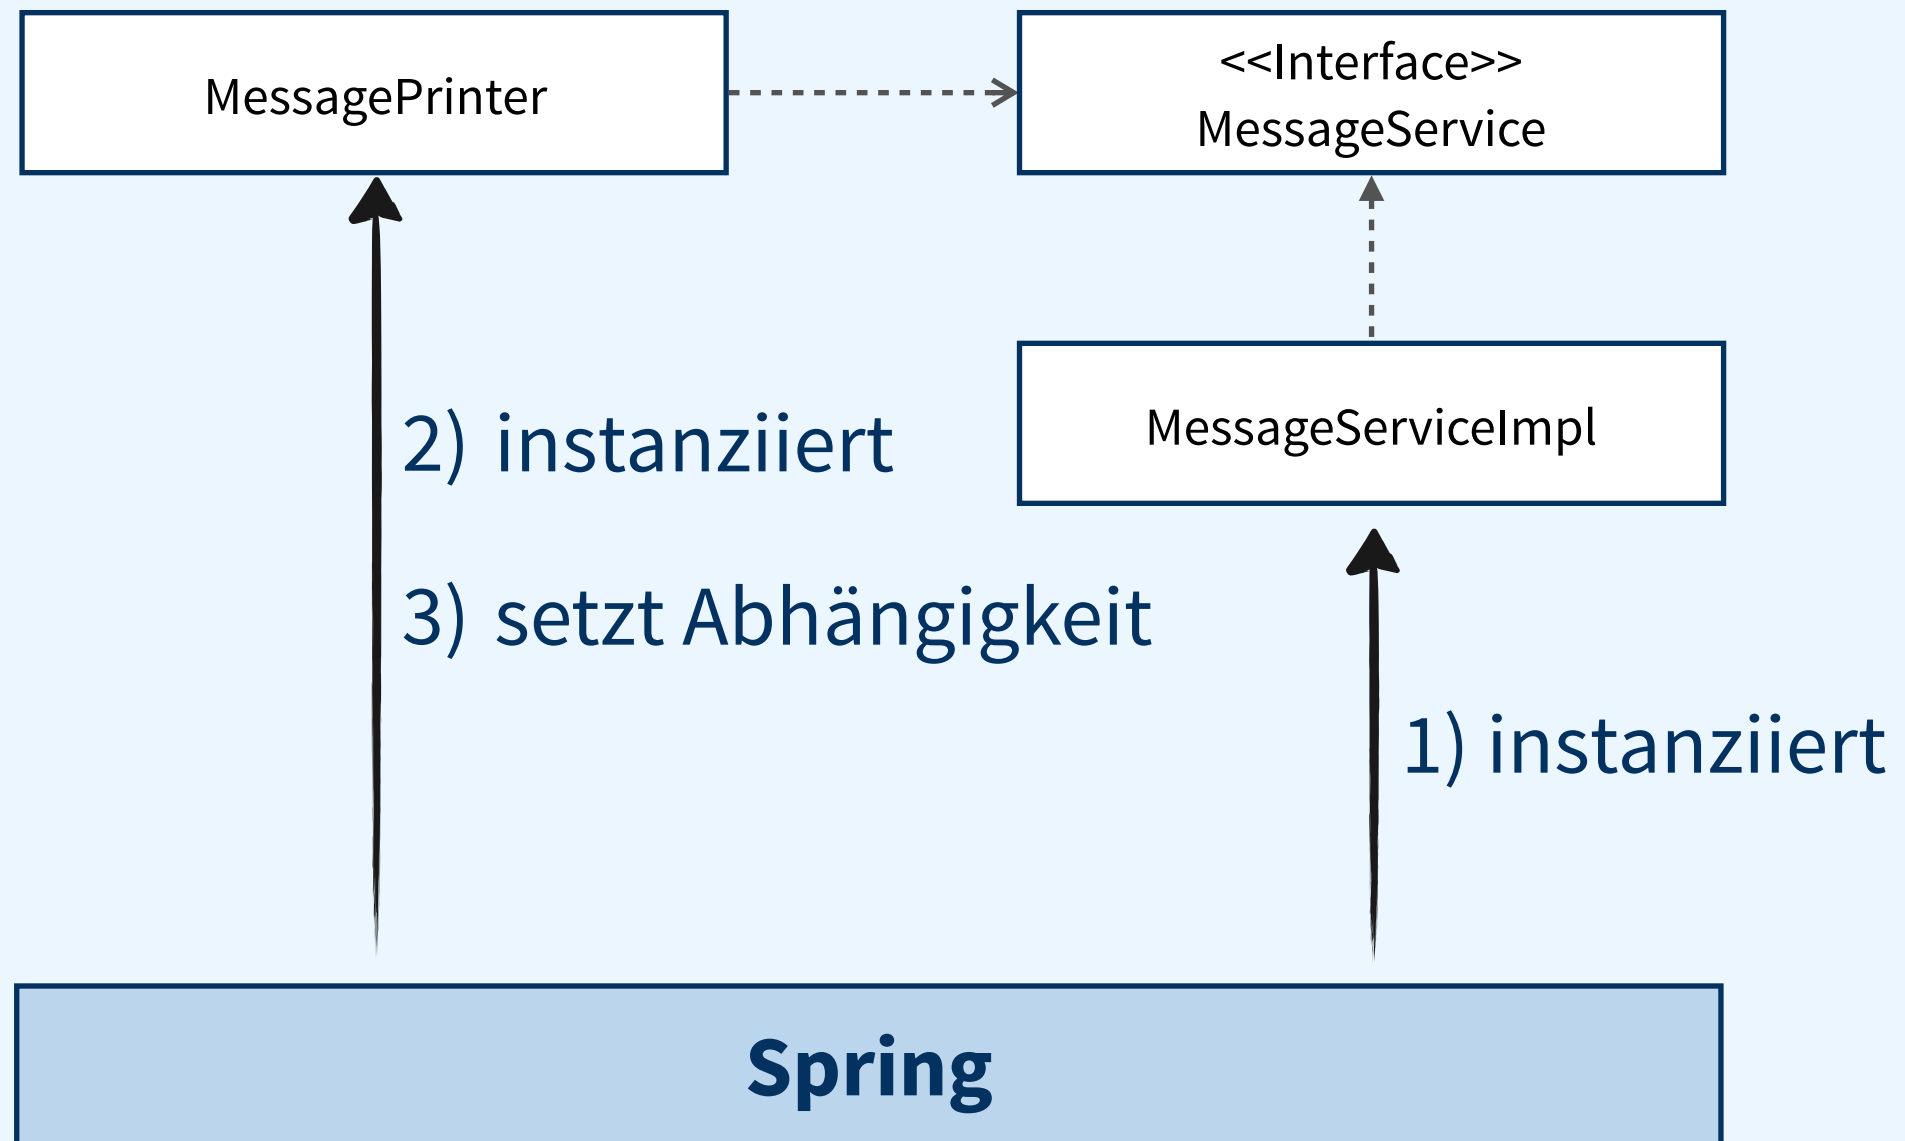 MessagePrinter
<<Interface>>
MessageService
MessageServiceImpl
2) instanziiert
3) setzt Abhängigkeit
1) instanziiert
Spring